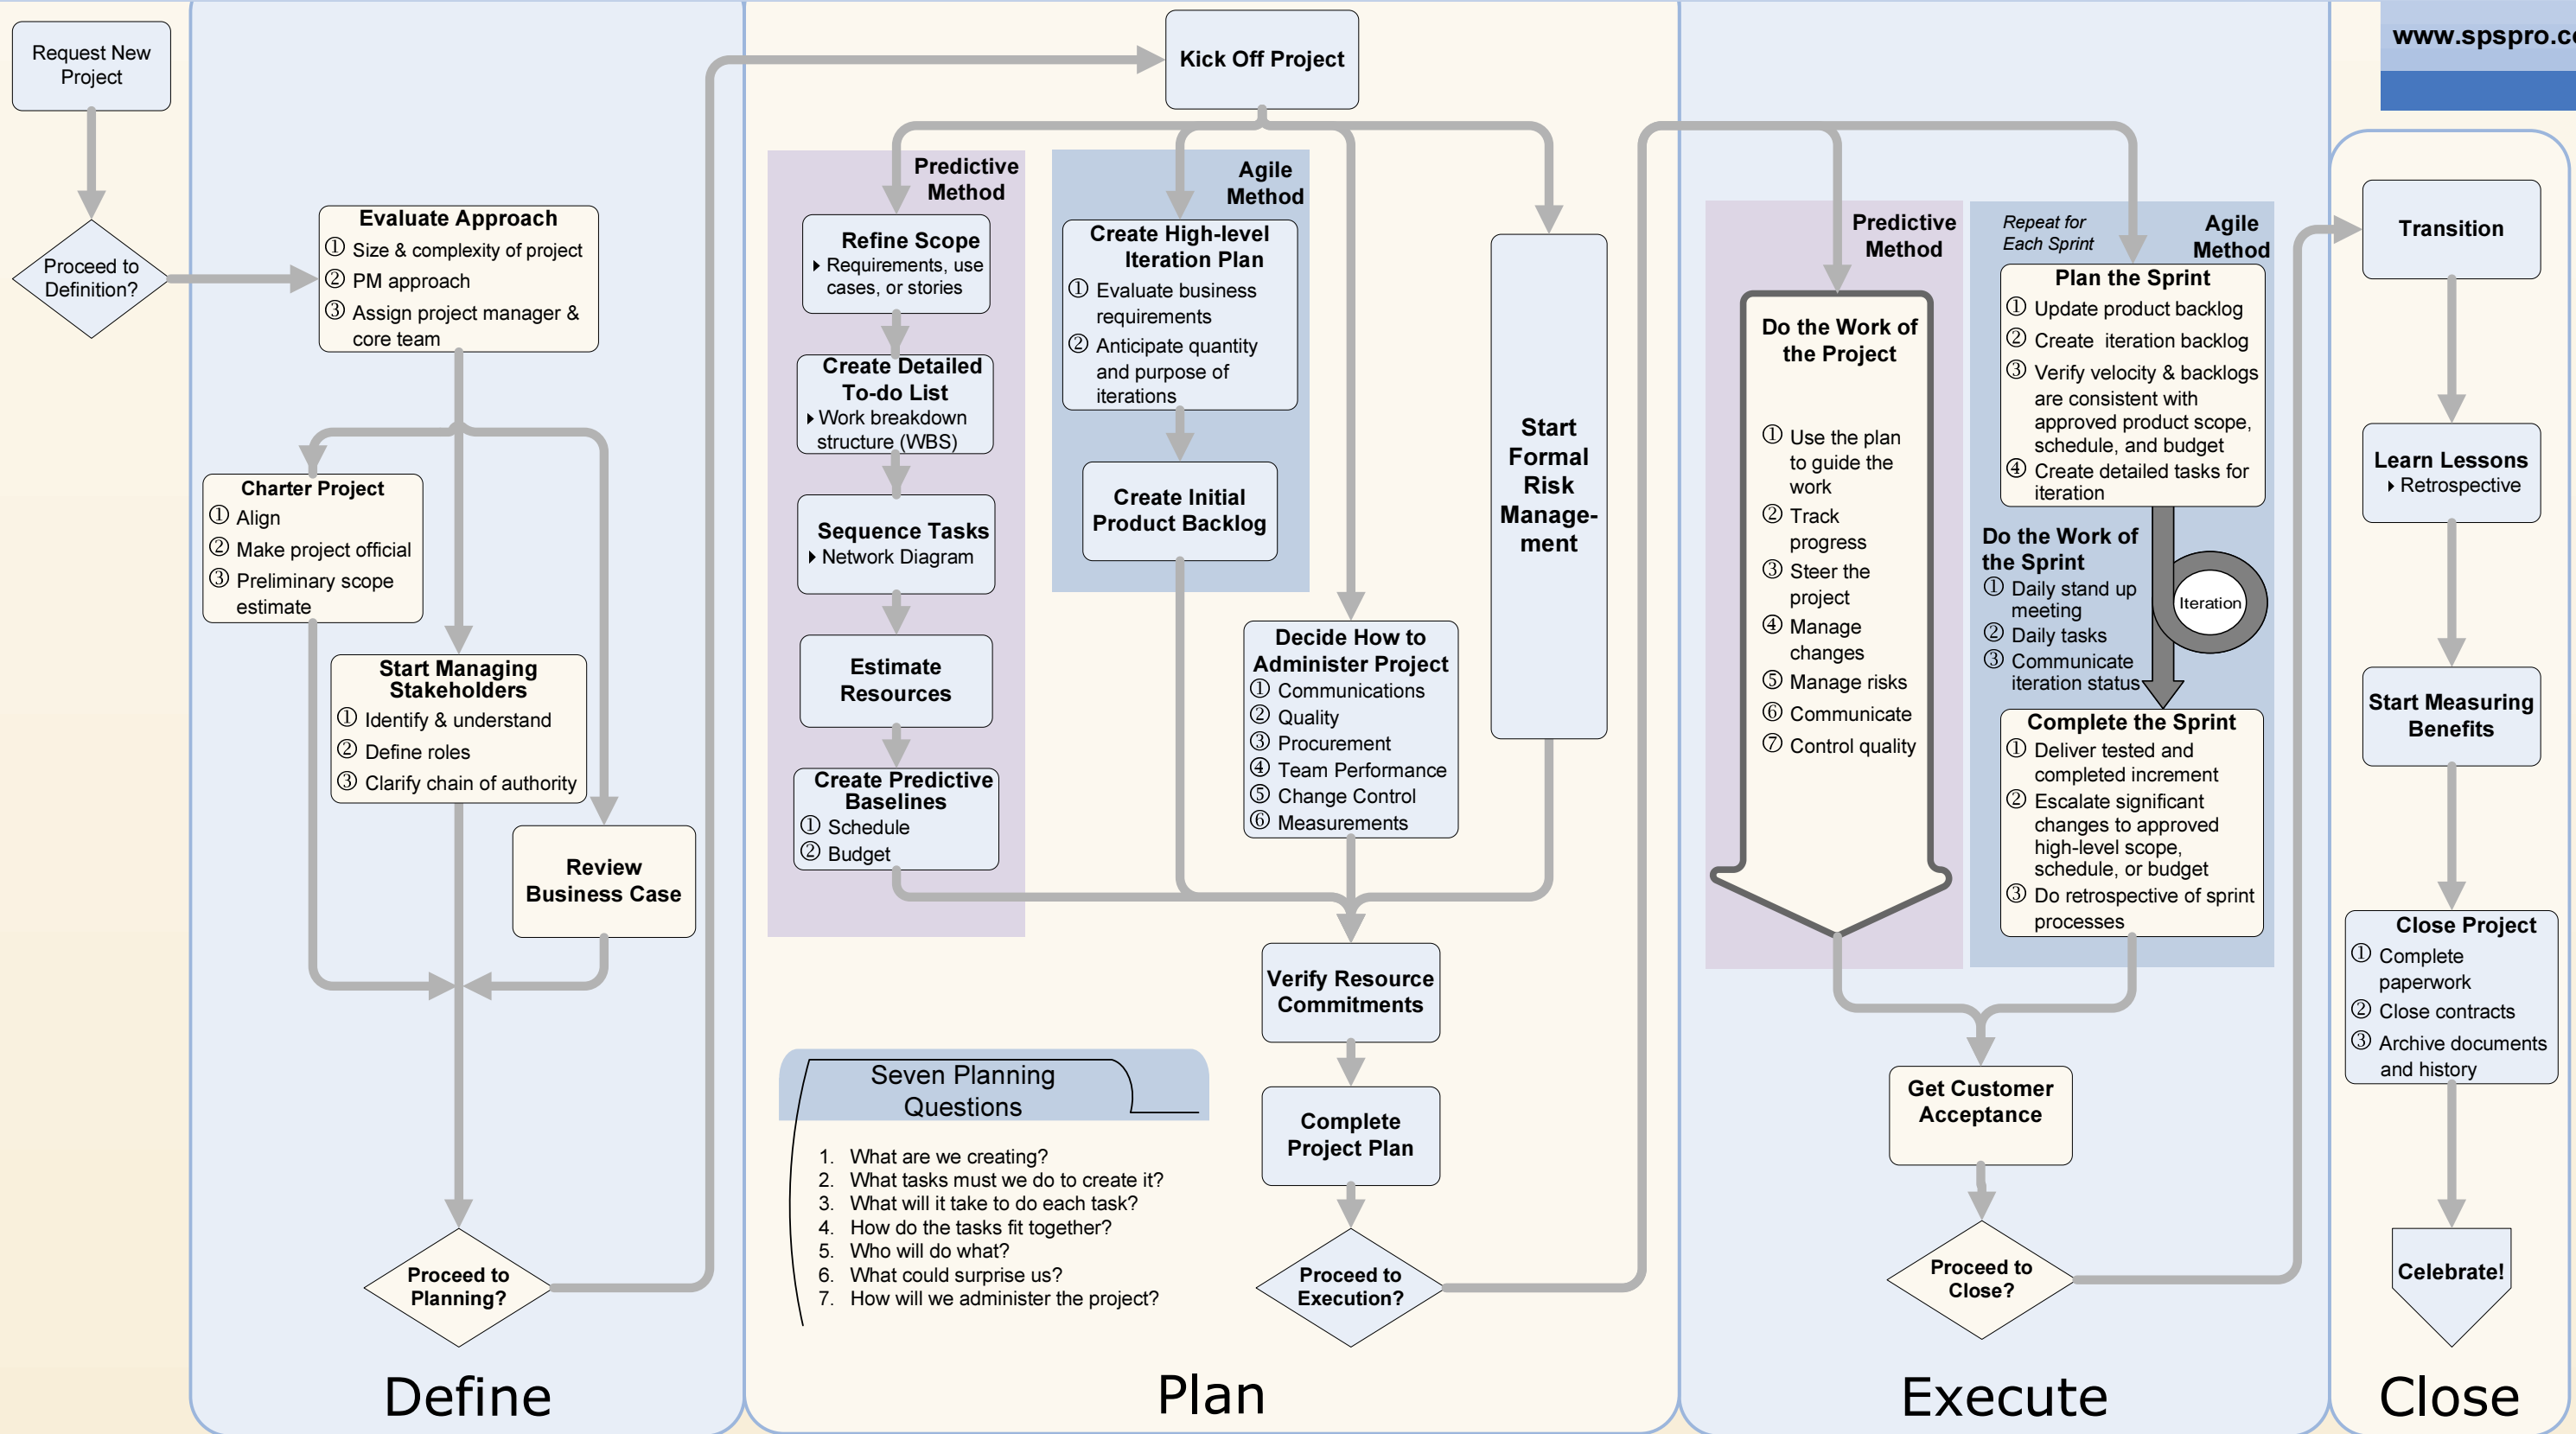 Request New
Project
Proceed to
Definition?
Evaluate Approach
① Size & complexity of project
② PM approach
③ Assign project manager &
core team
Charter Project
① Align
② Make project official
③ Preliminary scope
estimate
Start Managing
Stakeholders
① Identify & understand
② Define roles
③ Clarify chain of authority
Review
Business Case
Proceed to
Planning?
Define
Kick Off Project
Predictive
Method
Refine Scope
Requirements, use
cases, or stories
Create Detailed
To-do List
Work breakdown
structure (WBS)
Sequence Tasks
Network Diagram
Estimate
Resources
Create Predictive
Baselines
① Schedule
② Budget
Agile
Method
Create High-level
Iteration Plan
① Evaluate business
requirements
② Anticipate quantity
and purpose of
iterations
Create Initial
Product Backlog
Decide How to
Administer Project
① Communications
② Quality
③ Procurement
④ Team Performance
⑤ Change Control
⑥ Measurements
Start
Formal
Risk
Manage-
ment
Verify Resource
Commitments
Complete
Project Plan
Proceed to
Execution?
Seven Planning
Questions
1. What are we creating?
2. What tasks must we do to create it?
3. What will it take to do each task?
4. How do the tasks fit together?
5. Who will do what?
6. What could surprise us?
7. How will we administer the project?
Plan
Predictive
Method
Do the Work of
the Project
① Use the plan
to guide the
work
② Track
progress
③ Steer the
project
④ Manage
changes
⑤ Manage risks
⑥ Communicate
⑦ Control quality
Repeat for
Each Sprint
Agile
Method
Plan the Sprint
① Update product backlog
② Create iteration backlog
③ Verify velocity & backlogs
are consistent with
approved product scope,
schedule, and budget
④ Create detailed tasks for
iteration
Do the Work of
the Sprint
① Daily stand up
meeting
② Daily tasks
③ Communicate
iteration status
Iteration
Complete the Sprint
① Deliver tested and
completed increment
② Escalate significant
changes to approved
high-level scope,
schedule, or budget
③ Do retrospective of sprint
processes
Get Customer
Acceptance
Proceed to
Close?
Execute
www.spspro.c
Transition
Learn Lessons
Retrospective
Start Measuring
Benefits
Close Project
① Complete
paperwork
② Close contracts
③ Archive documents
and history
Celebrate!
Close